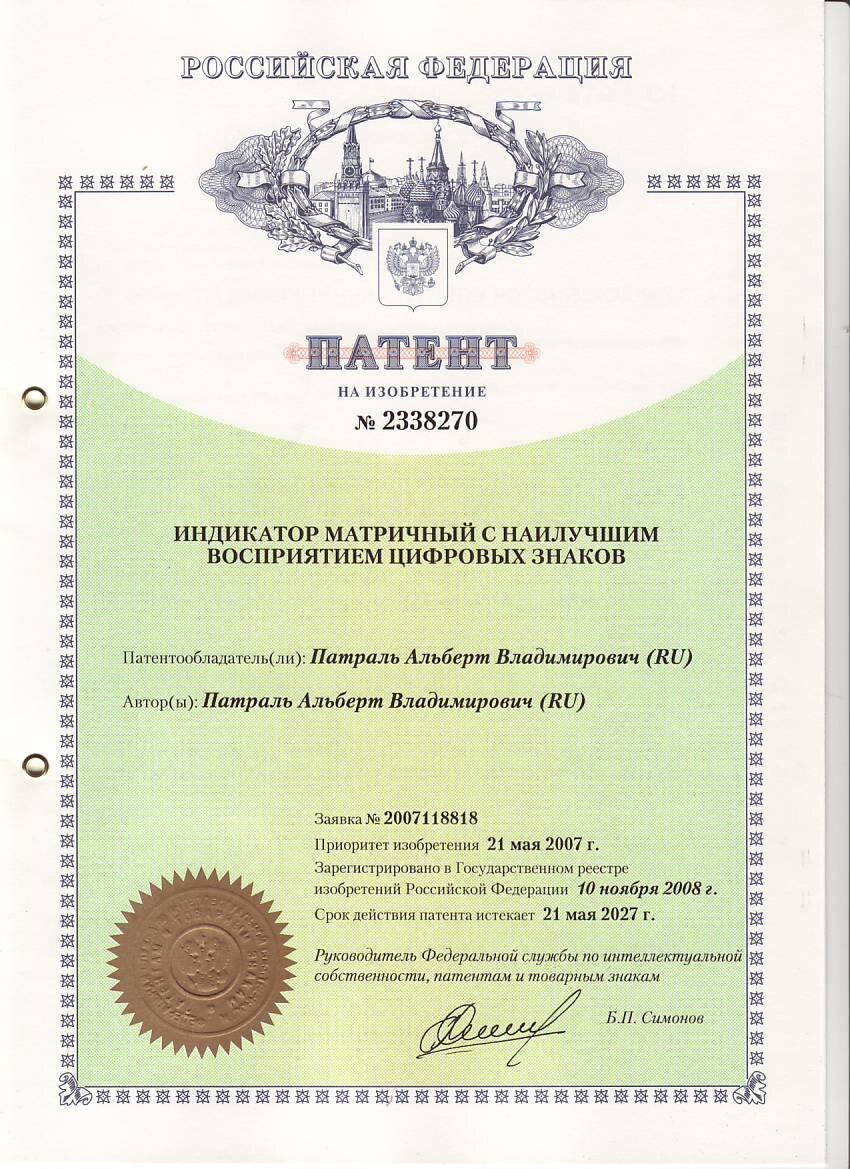 РОССИЙСКАЯ ФЕДЕРАЦИЯ
ПАТЕНТ
НА ИЗОБРЕТЕНИЕ
№ 2338270
ИНДИКАТОР МАТРИЧНЫЙ С НАИЛУЧШИМ
ВОСПРИЯТИЕМ ЦИФРОВЫХ ЗНАКОВ
Патентообладатель(ли): Патраль Альберт Владимирович (RU)
Автор(ы): Патраль Альберт Владимирович (RU)
Заявка № 2007118818
Приоритет изобретения 21 мая 2007 г.
Зарегистрировано в Государственном реестре
изобретений Российской Федерации 10 ноября 2008 г.
Срок действия патента истекает 21 мая 2027 г.
Руководитель Федеральной службы по интеллектуальной
собственности, патентам и товарным знакам
Б.П. Симонов